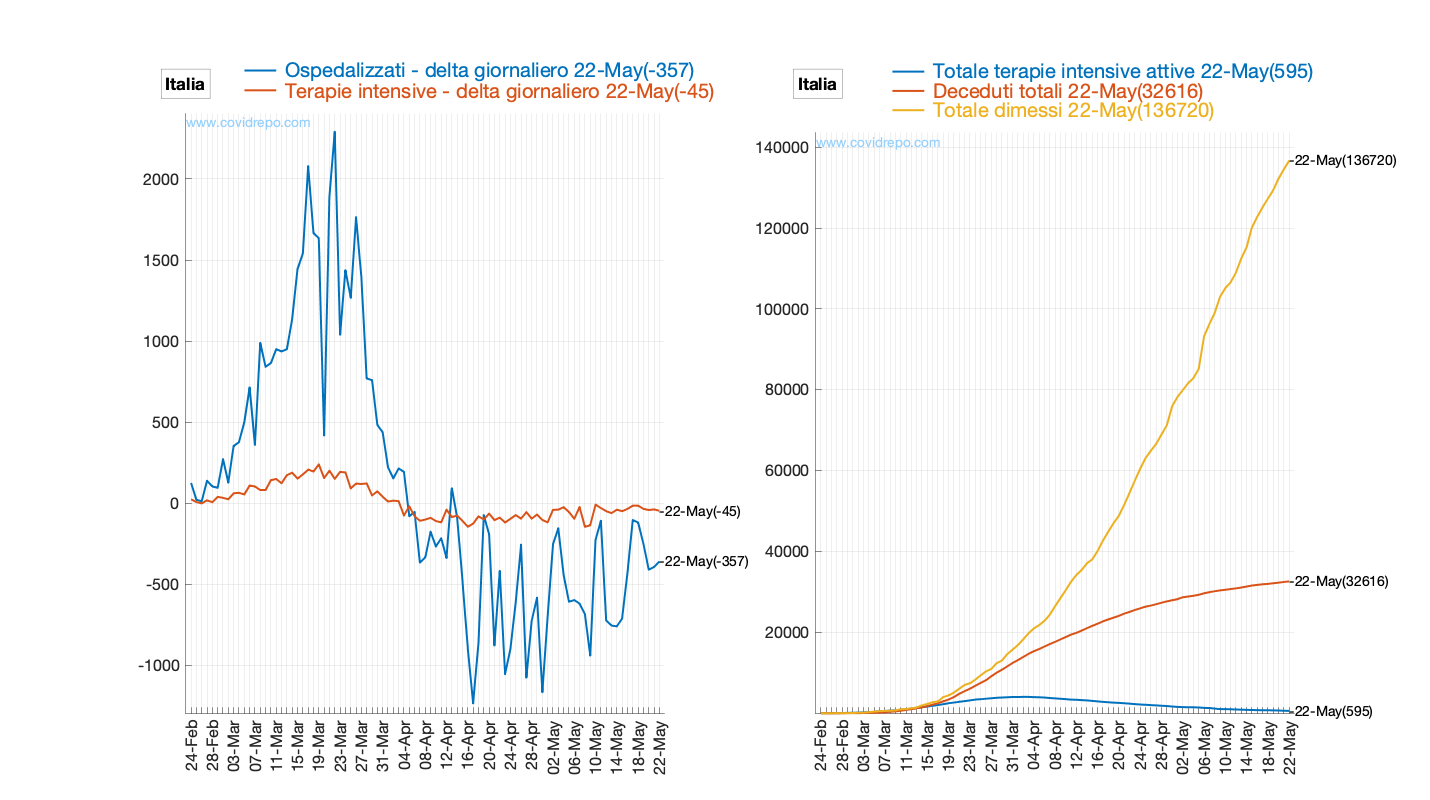 Italia
Ospedalizzati - delta giornaliero 22-May(-357)
Terapie intensive - delta giornaliero 22-May(-45)
www.covidrepo.com
2000
1500
1000
500
0
-500
-1000
22-May(-45)
22-May(-357)
24-Feb
28-Feb
03-Mar
07-Mar
11-Mar
15-Mar
19-Mar
23-Mar
27-Mar
31-Mar
04-Apr
08-Apr
12-Apr
16-Apr
20-Apr
24-Apr
28-Apr
02-May
06-May
10-May
14-May
18-May
22-May
Italia
Totale terapie intensive attive 22-May(595)
Deceduti totali 22-May(32616)
Totale dimessi 22-May(136720)
www.covidrepo.com
140000
120000
100000
80000
60000
40000
20000
22-May(136720)
22-May(32616)
22-May(595)
24-Feb
28-Feb
03-Mar
07-Mar
11-Mar
15-Mar
19-Mar
23-Mar
27-Mar
31-Mar
04-Apr
08-Apr
12-Apr
16-Apr
20-Apr
24-Apr
28-Apr
02-May
06-May
10-May
14-May
18-May
22-May